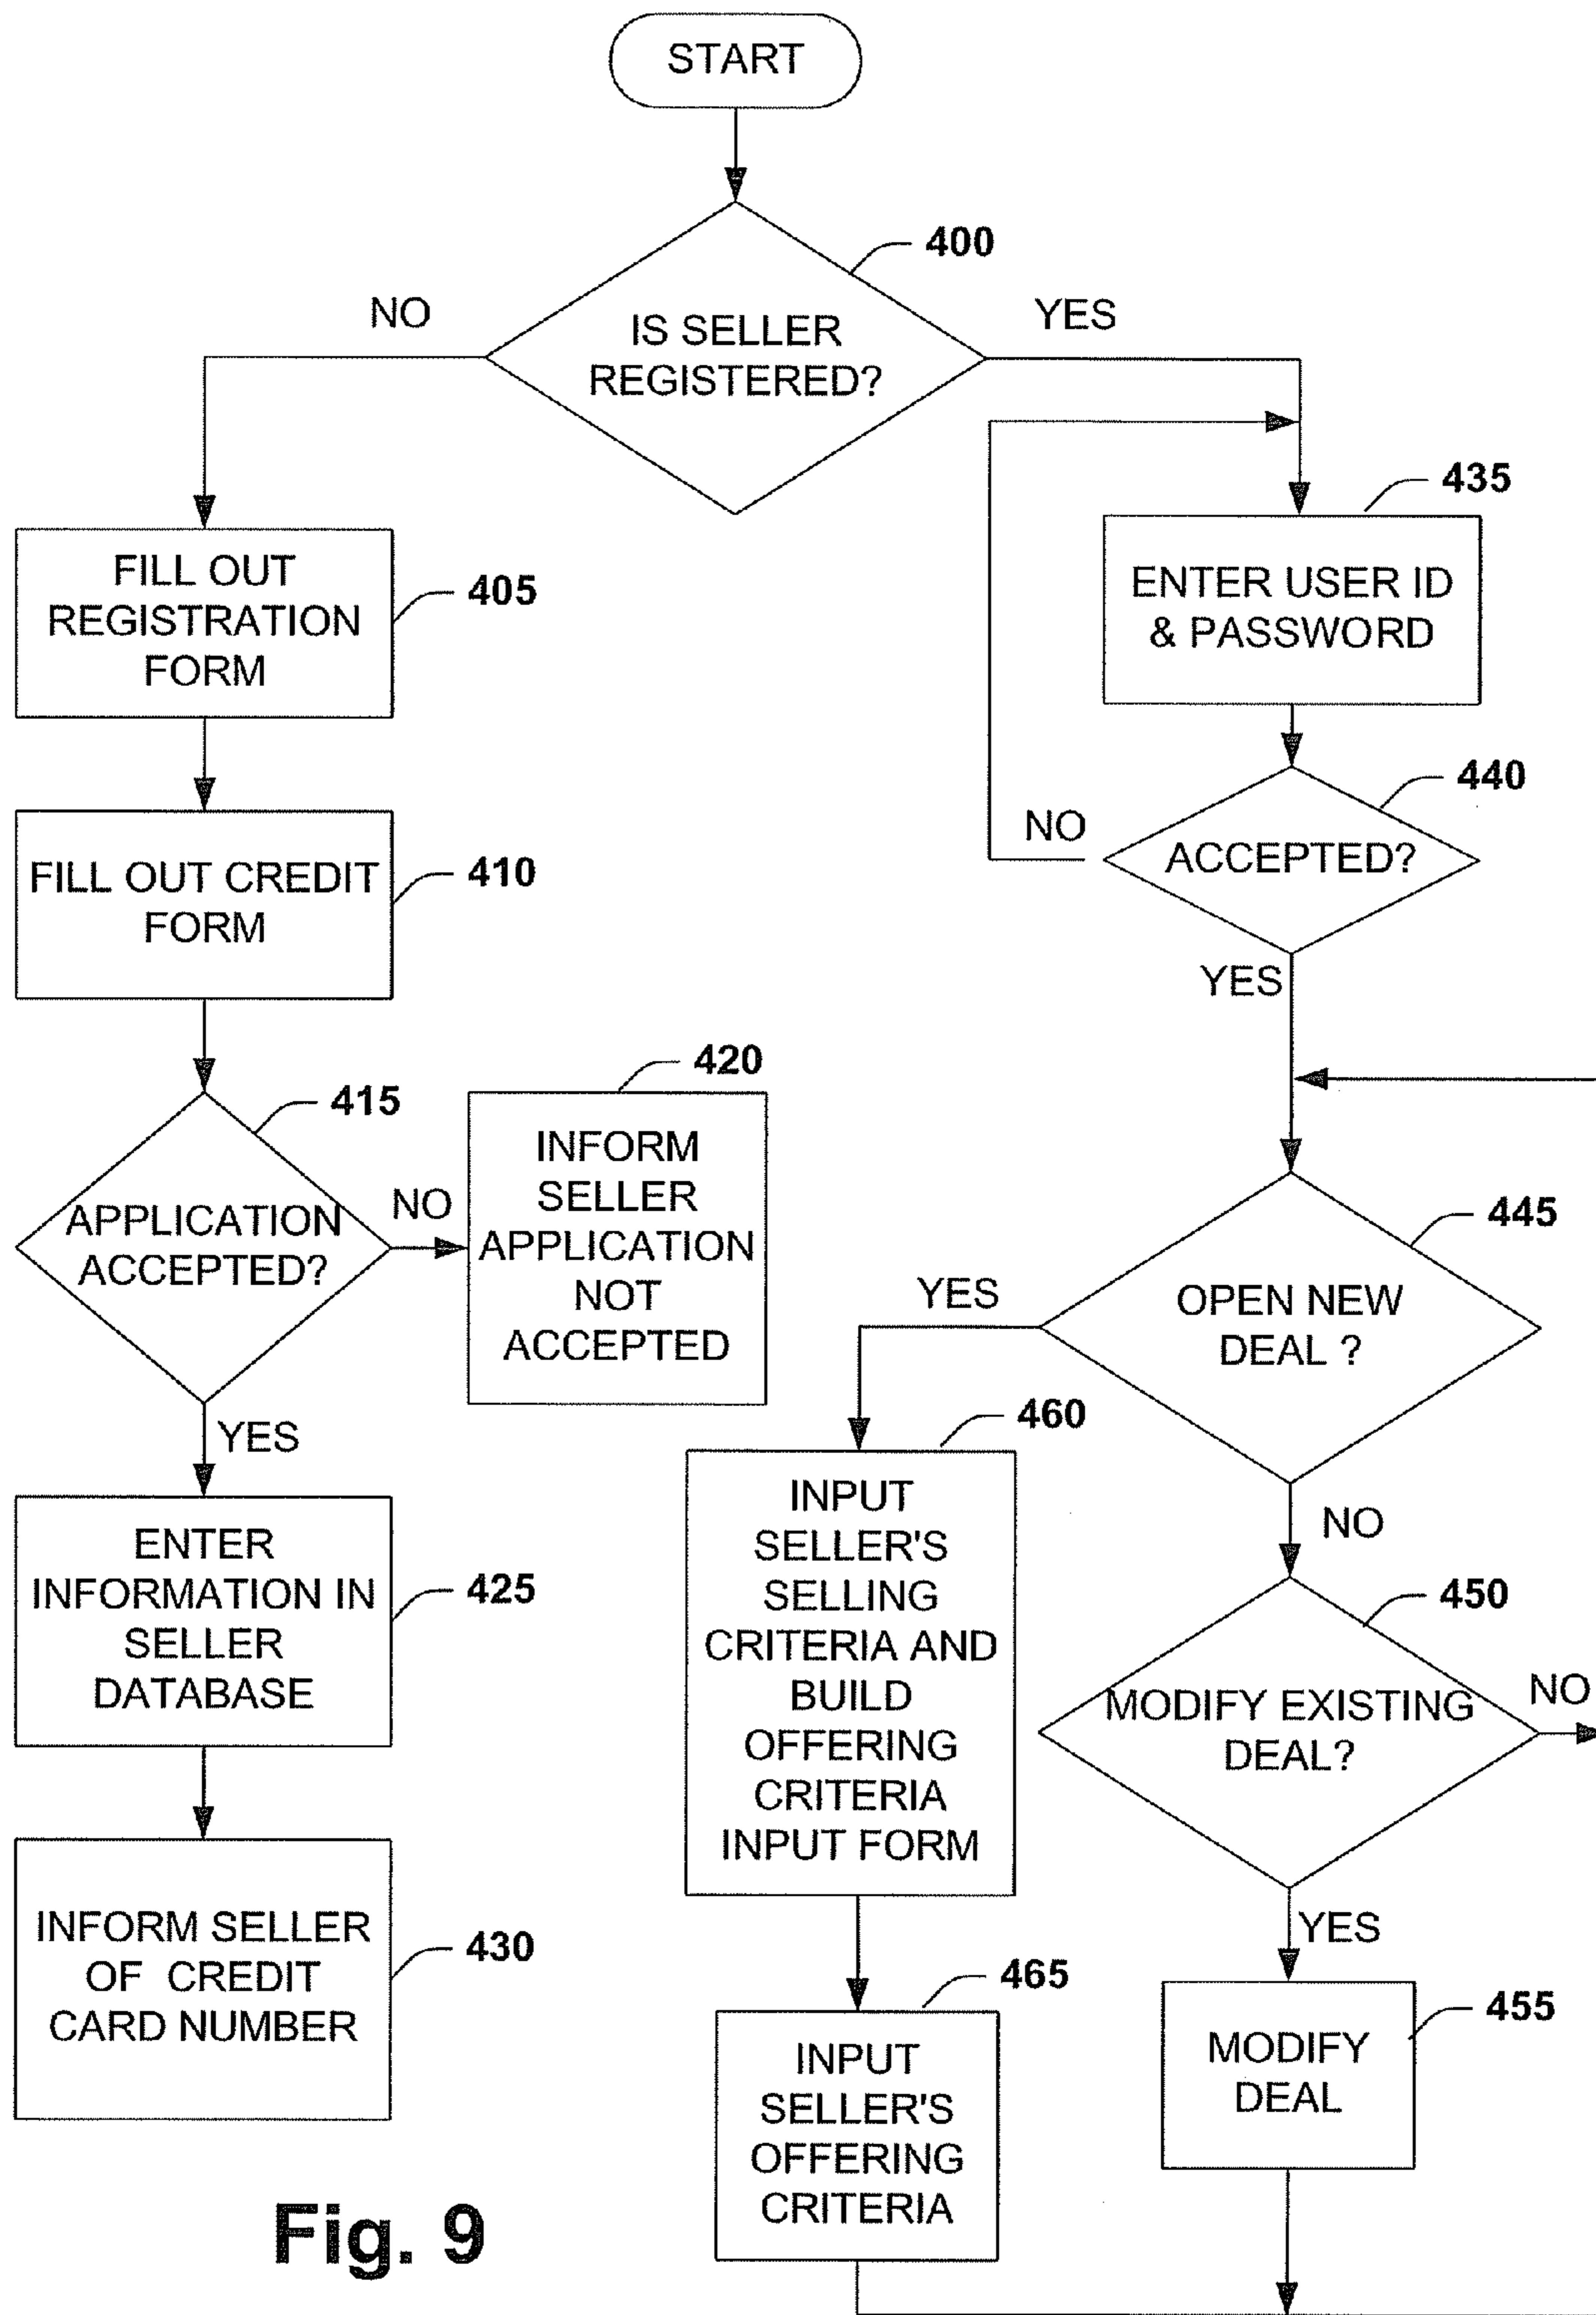 START
400
NO
IS SELLER
REGISTERED?
YES
435
FILL OUT
REGISTRATION
FORM
405
ENTER USER ID
& PASSWORD
440
NO
ACCEPTED?
YES
FILL OUT CREDIT
FORM
410
420
415
APPLICATION
ACCEPTED?
NO
INFORM
SELLER
APPLICATION
NOT
ACCEPTED
445
YES
OPEN NEW
DEAL ?
NO
YES
460
ENTER
INFORMATION IN
SELLER
DATABASE
425
INPUT
SELLER'S
SELLING
CRITERIA AND
BUILD
OFFERING
CRITERIA
INPUT FORM
450
MODIFY EXISTING
DEAL?
NO
YES
INFORM SELLER
OF CREDIT
CARD NUMBER
430
465
INPUT
SELLER'S
OFFERING
CRITERIA
455
MODIFY
DEAL
Fig. 9